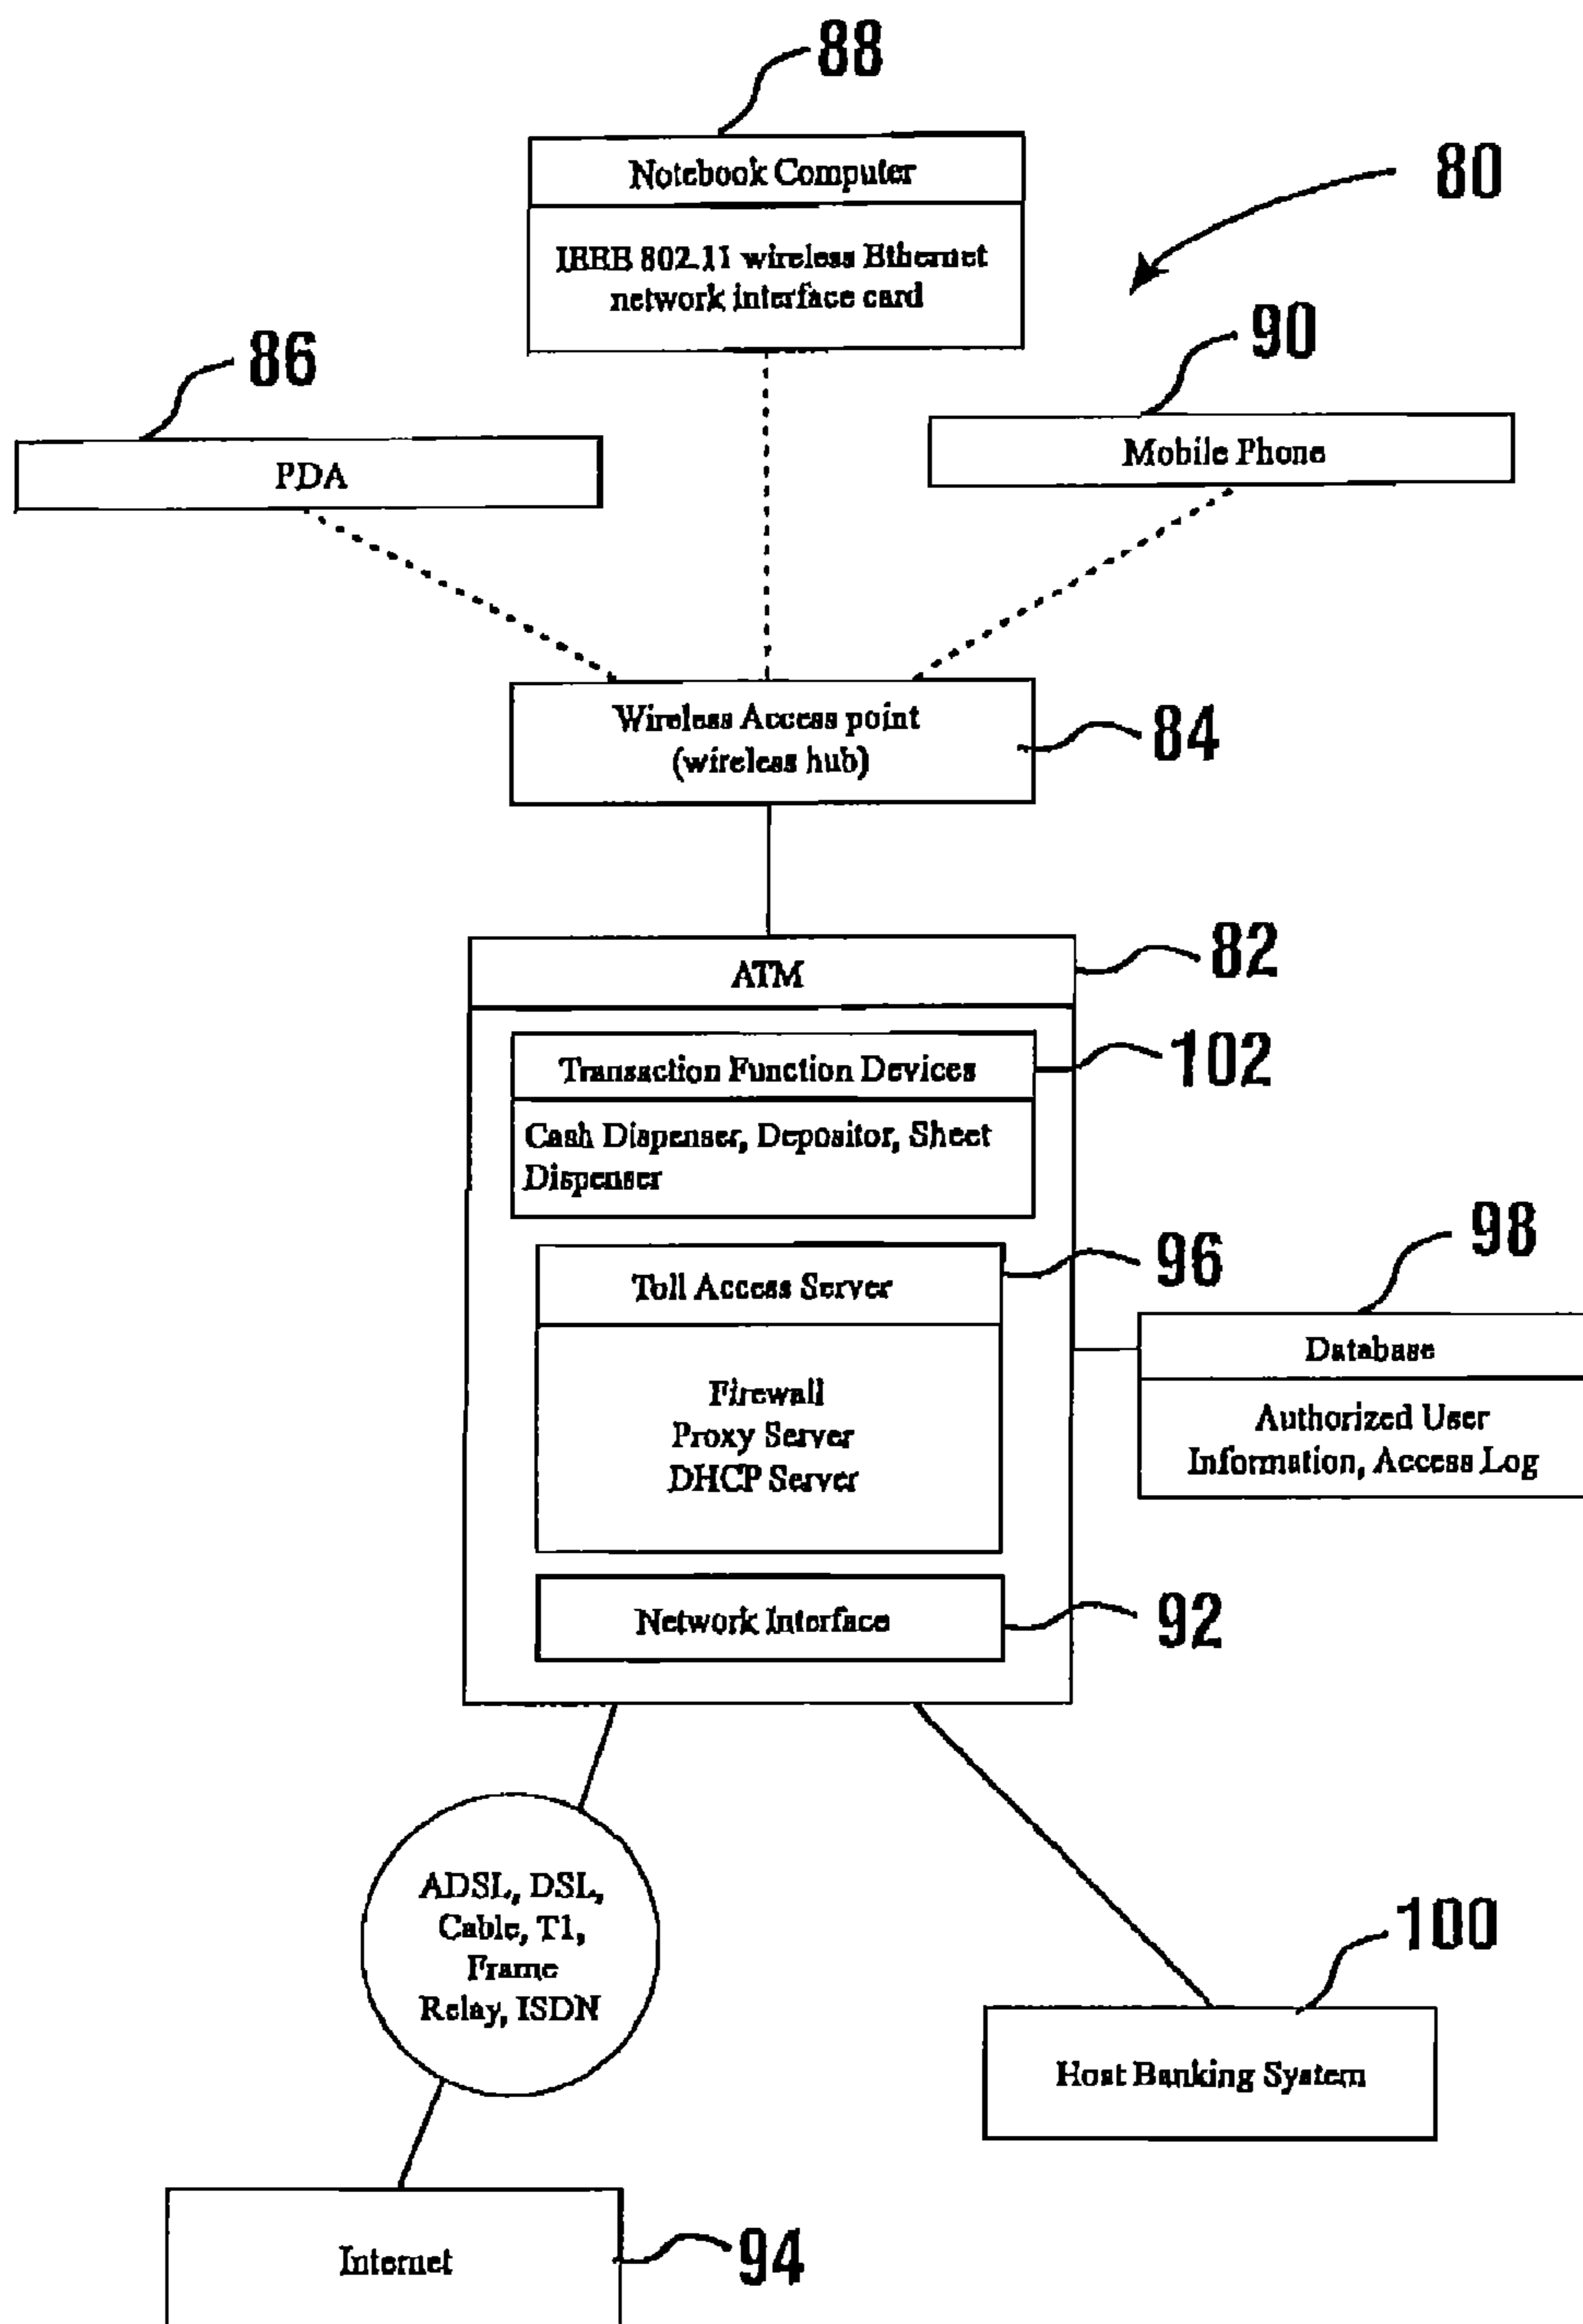 88
Notebook Computer
80
IEEE 802.11 wireless Ethernet
network interface card
90
86
Mobile Phone
PDA
Wireless Access point
(wireless hub)
84
82
ATM
102
Transaction Function Devices
Cash Dispenser, Depositor, Sheet
Dispenser
98
96
Toll Access Server
Database
Firewall
Proxy Server
DHCP Server
Authorized User
Information, Access Log
92
Network Interface
ADSL, DSL,
Cable, T1,
Frame
Relay, ISDN
100
Host Banking System
Internet
94